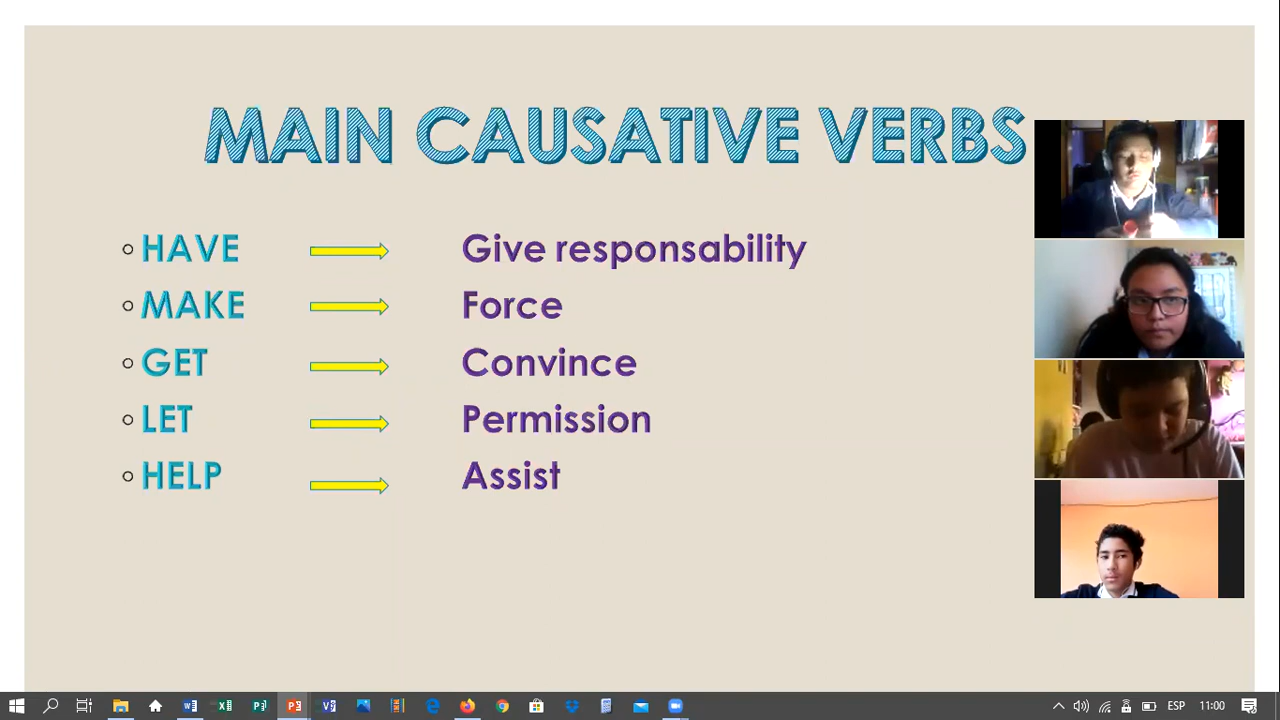 MAIN CAUSATIVE VERBS
HAVE Give responsability
MAKE Force
GET Convince
LET Permission
HELP Assist
ESP 11:00